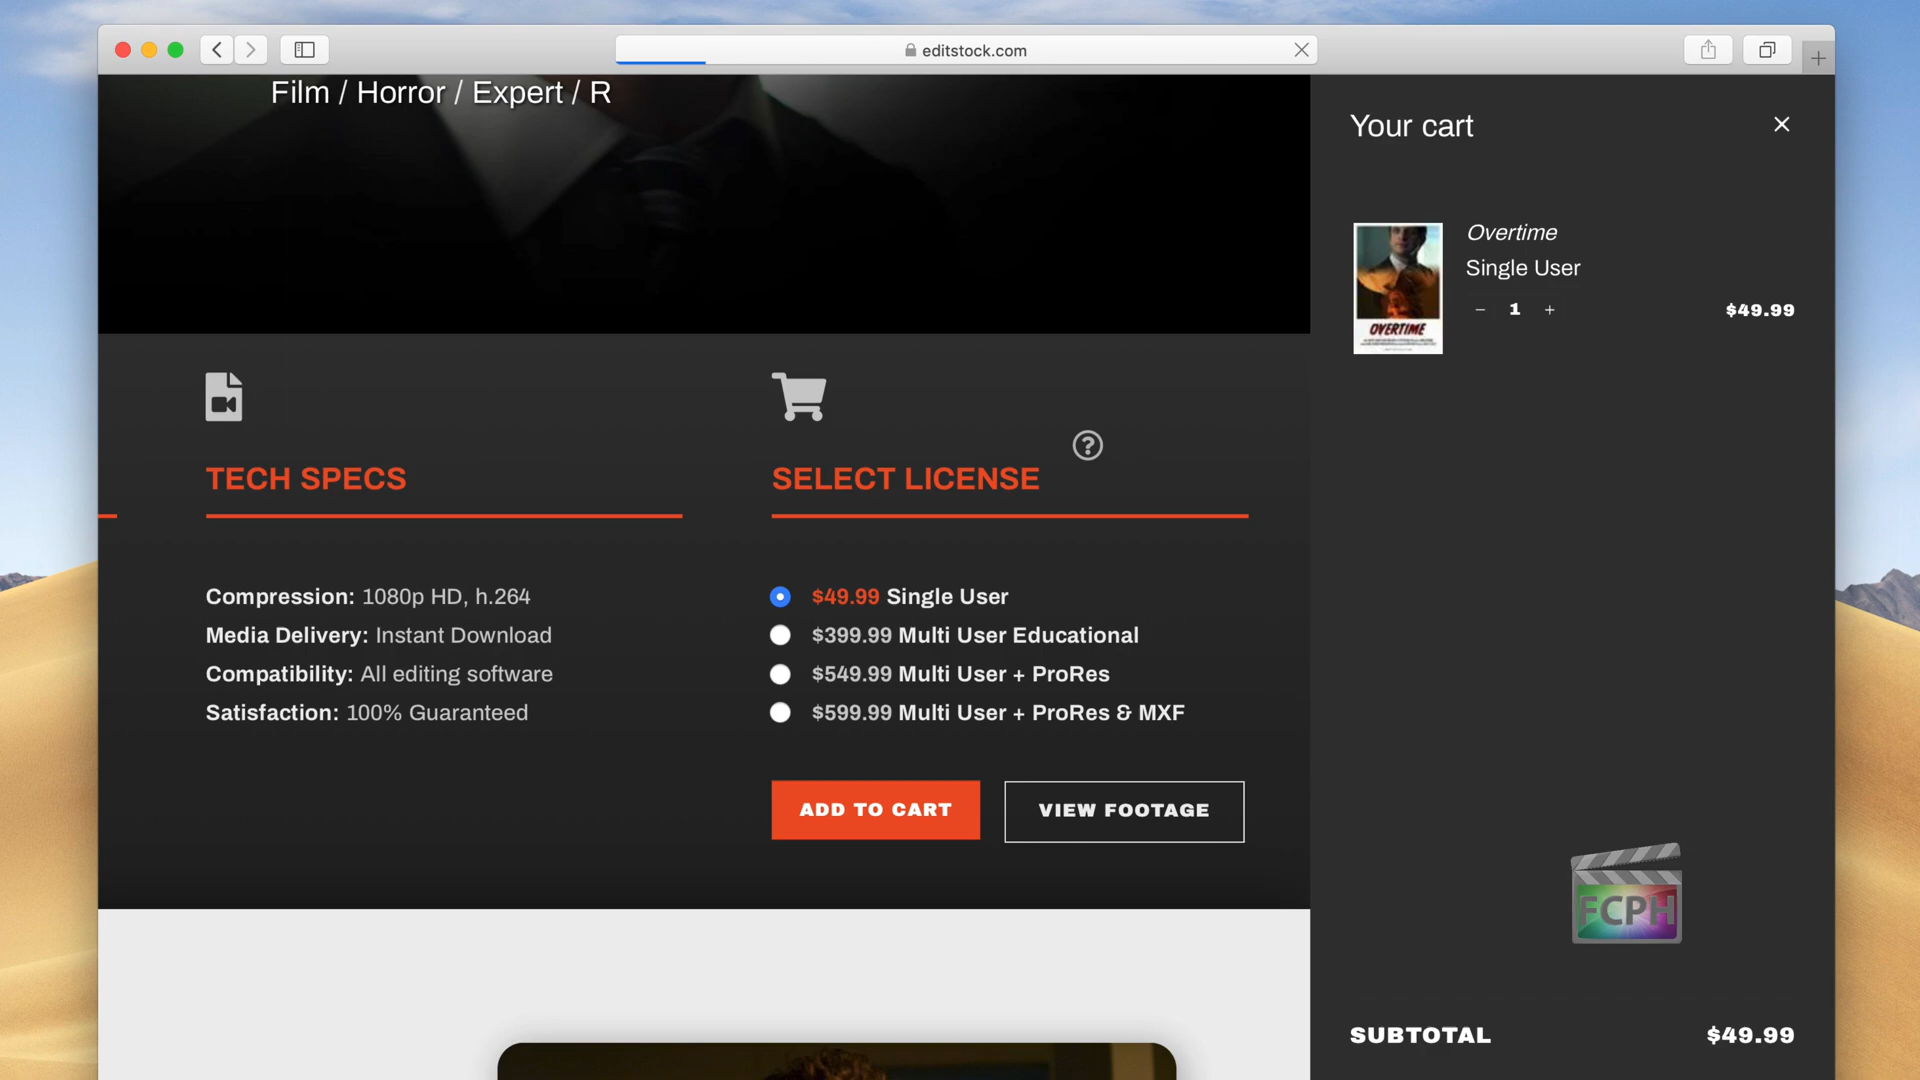 editstock.com
Film / Horror / Expert / R
Your cart
Overtime
Single User
1
$49.99
OVERTIME
TECH SPECS
Compression: 1080p HD, h.264
Media Delivery: Instant Download
Compatibility: All editing software
Satisfaction: 100% Guaranteed
SELECT LICENSE
$49.99 Single User
$399.99 Multi User Educational
$549.99 Multi User + ProRes
$599.99 Multi User + ProRes & MXF
ADD TO CART
VIEW FOOTAGE
FCPH
SUBTOTAL
$49.99